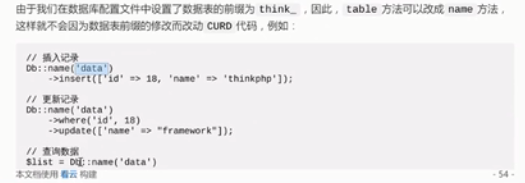 由于我们在数据库配置文件中设置了数据表的前缀为 think_ ，因此， table 方法可以改成 name 方法，
这样就不会因为数据表前缀的修改而改动 CURD 代码，例如：
// 插入记录
Db::name('data')
->insert(['id' => 18, 'name' => 'thinkphp']);
// 更新记录
Db::name('data')
->where('id', 18)
->update(['name' => "framework"]);
// 查询数据
$list = Db::name('data')
本文档使用 看云 构建 - 54 -